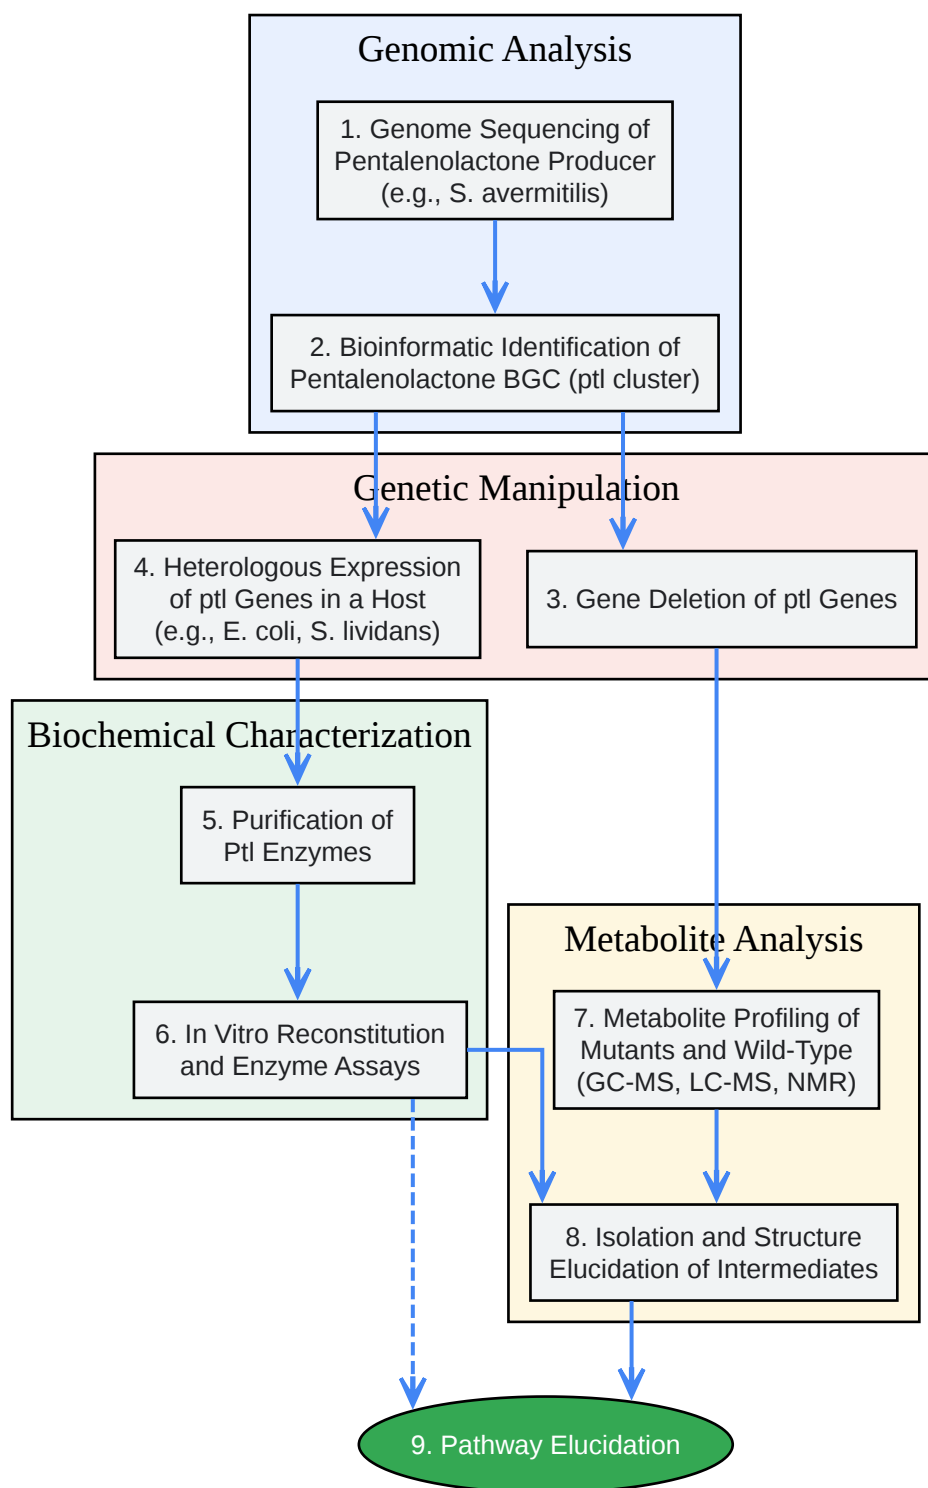 Genomic Analysis
1. Genome Sequencing of
Pentalenolactone Producer
(e.g., S. avermitilis)
2. Bioinformatic Identification of
Pentalenolactone BGC (ptl cluster)
Genetic Manipulation
4. Heterologous Expression
of ptl Genes in a Host
(e.g., E. coli, S. lividans)
3. Gene Deletion of ptl Genes
Biochemical Characterization
5. Purification of
Ptl Enzymes
6. In Vitro Reconstitution
and Enzyme Assays
Metabolite Analysis
7. Metabolite Profiling of
Mutants and Wild-Type
(GC-MS, LC-MS, NMR)
8. Isolation and Structure
Elucidation of Intermediates
9. Pathway Elucidation